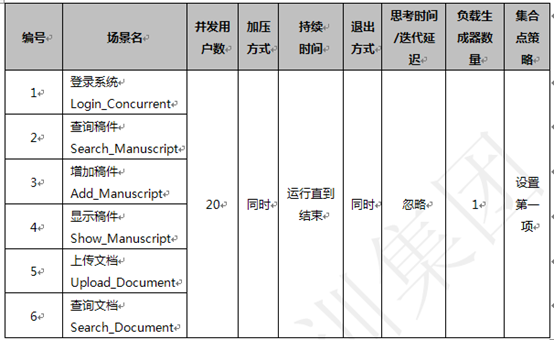 编号
场景名
并发用
户数
加压
方式
持续
时间
退出
方式
思考时间
/迭代延
迟
负载生
成器数
量
集合
点策
略
1
登录系统
Login_Concurrent
2
查询稿件
Search_Manuscript
3
增加稿件
Add_Manuscript
4
显示稿件
Show_Manuscript
5
上传文档
Upload_Document
6
查询文档
Search_Document
20
同时
运行直到
结束
同时
忽略
1
设置
第一
项
训集团